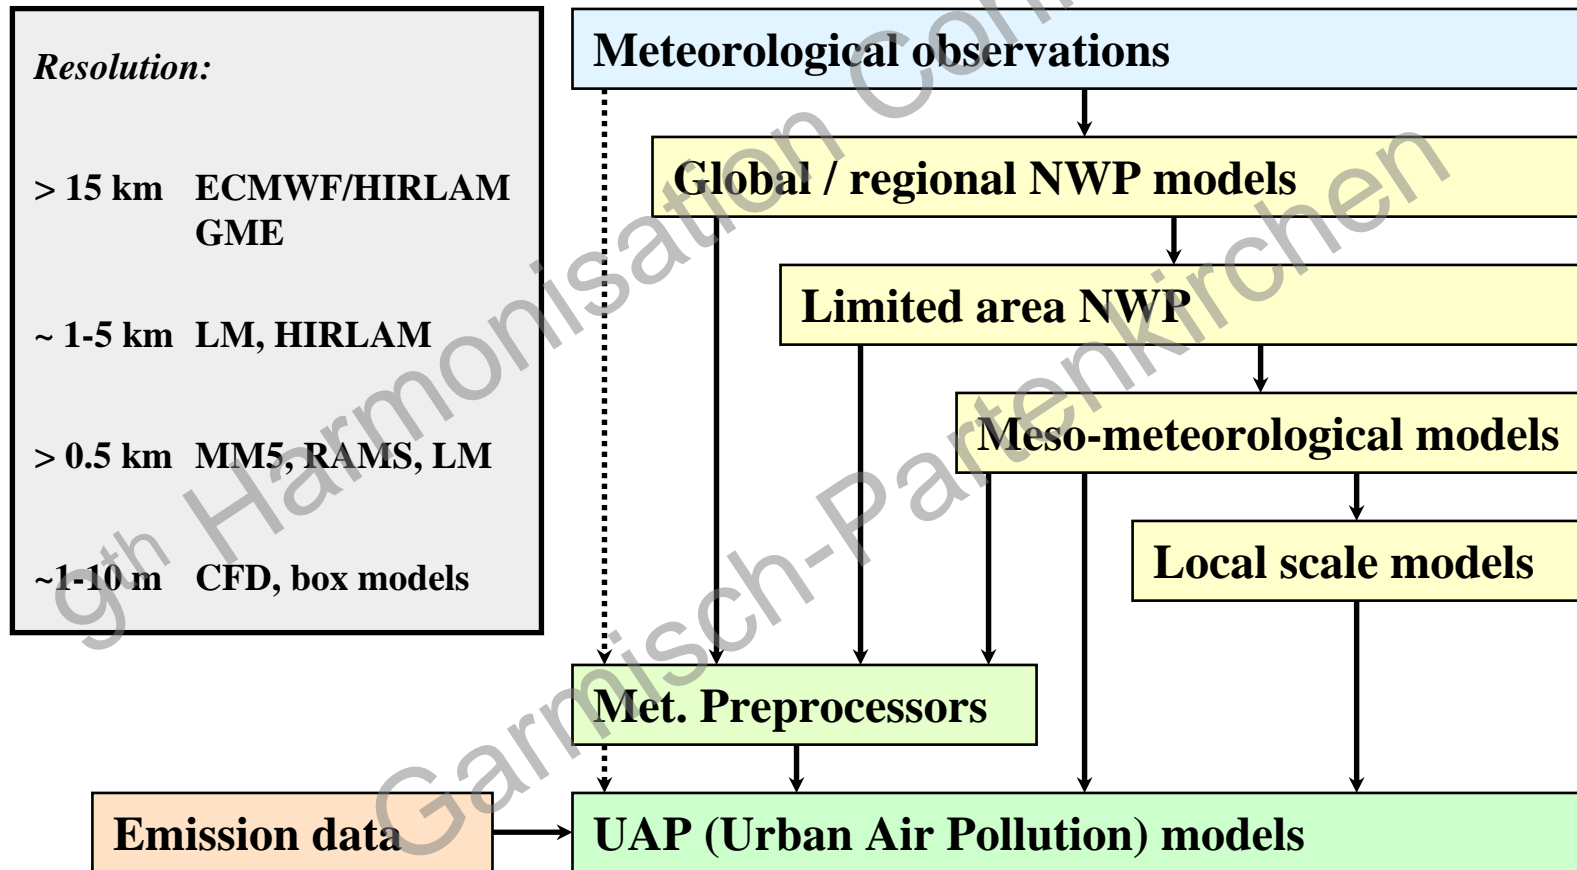 Resolution:
> 15 km ECMWF/HIRLAM
GME
~ 1-5 km LM, HIRLAM
> 0.5 km MM5, RAMS, LM
~1-10 m CFD, box models
Meteorological observations
Global / regional NWP models
Limited area NWP
Meso-meteorological models
Local scale models
Met. Preprocessors
Emission data
UAP (Urban Air Pollution) models
9th Harmonisation
Garmisch-Partenkirchen